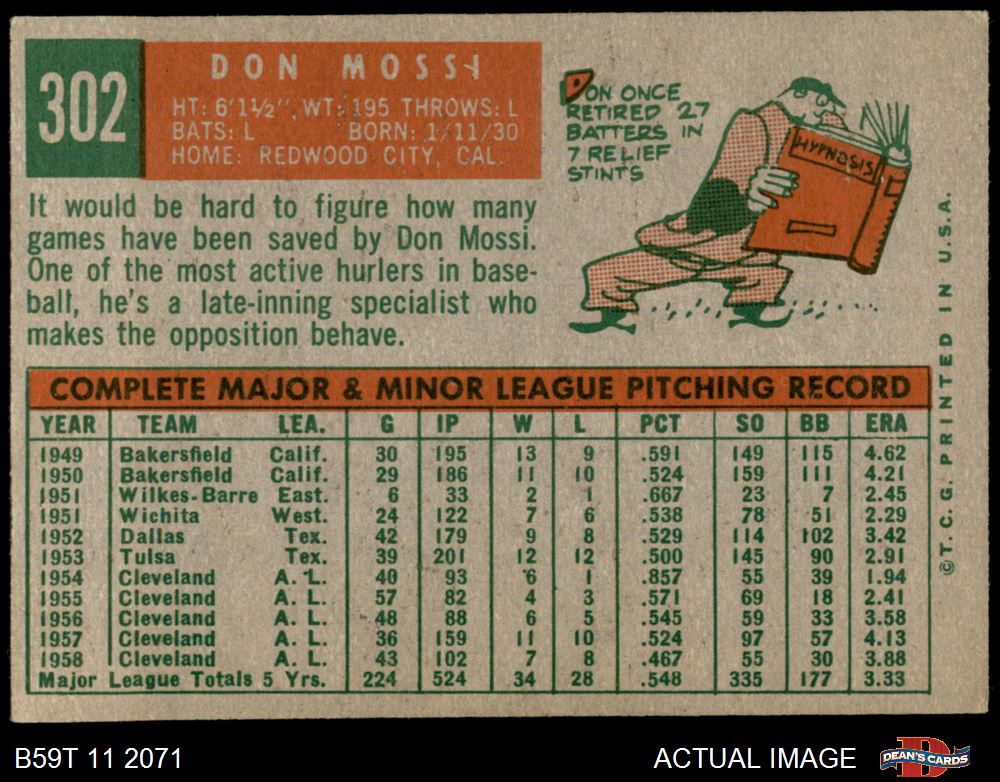 302
DON MOSSI
HT: 6'1½", WT: 195 THROWS: L
BATS: L BORN: 1/11/30
HOME: REDWOOD CITY, CAL.
DON ONCE
RETIRED 27
BATTERS IN
7 RELIEF
STINTS
HYPNOSIS
It would be hard to figure how many
games have been saved by Don Mossi.
One of the most active hurlers in base-
ball, he's a late-inning specialist who
makes the opposition behave.
COMPLETE MAJOR & MINOR LEAGUE PITCHING RECORD
YEAR TEAM LEA. G IP W L PCT SO BB ERA
1949 Bakersfield Calif. 30 195 13 9 .591 149 115 4.62
1950 Bakersfield Calif. 29 186 11 10 .524 159 111 4.21
1951 Wilkes-Barre East. 6 33 2 1 .667 23 7 2.45
1951 Wichita West. 24 122 7 6 .538 78 51 2.29
1952 Dallas Tex. 42 179 9 8 .529 114 102 3.42
1953 Tulsa Tex. 39 201 12 12 .500 145 90 2.91
1954 Cleveland A. L. 40 93 6 1 .857 55 39 1.94
1955 Cleveland A. L. 57 82 4 3 .571 69 18 2.41
1956 Cleveland A. L. 48 88 6 5 .545 59 33 3.58
1957 Cleveland A. L. 36 159 11 10 .524 97 57 4.13
1958 Cleveland A. L. 43 102 7 8 .467 55 30 3.88
Major League Totals 5 Yrs. 224 524 34 28 .548 335 177 3.33
©T. C. G. PRINTED IN U.S.A.
B59T 11 2071
ACTUAL IMAGE
D
DEAN'S CARDS